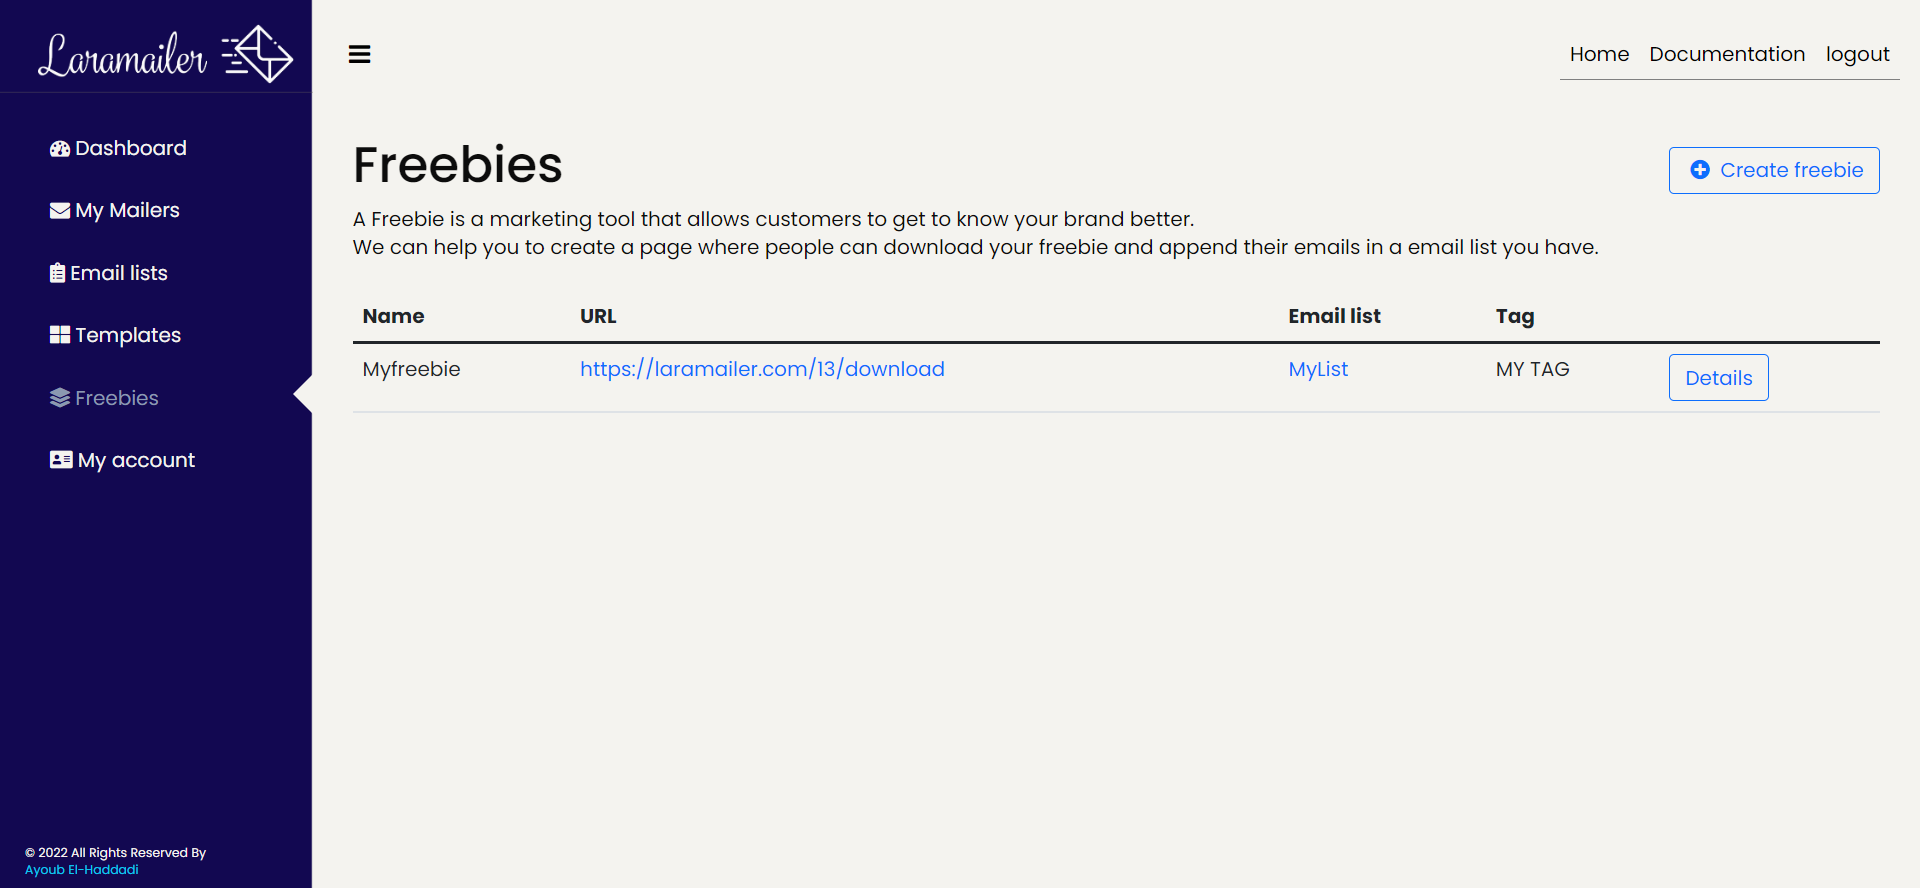 Laramailer
Home Documentation logout
Dashboard
My Mailers
Email lists
Templates
Freebies
My account
Freebies
Create freebie
A Freebie is a marketing tool that allows customers to get to know your brand better.
We can help you to create a page where people can download your freebie and append their emails in a email list you have.
Name URL Email list Tag
Myfreebie https://laramailer.com/13/download MyList MY TAG Details
© 2022 All Rights Reserved By
Ayoub El-Haddadi